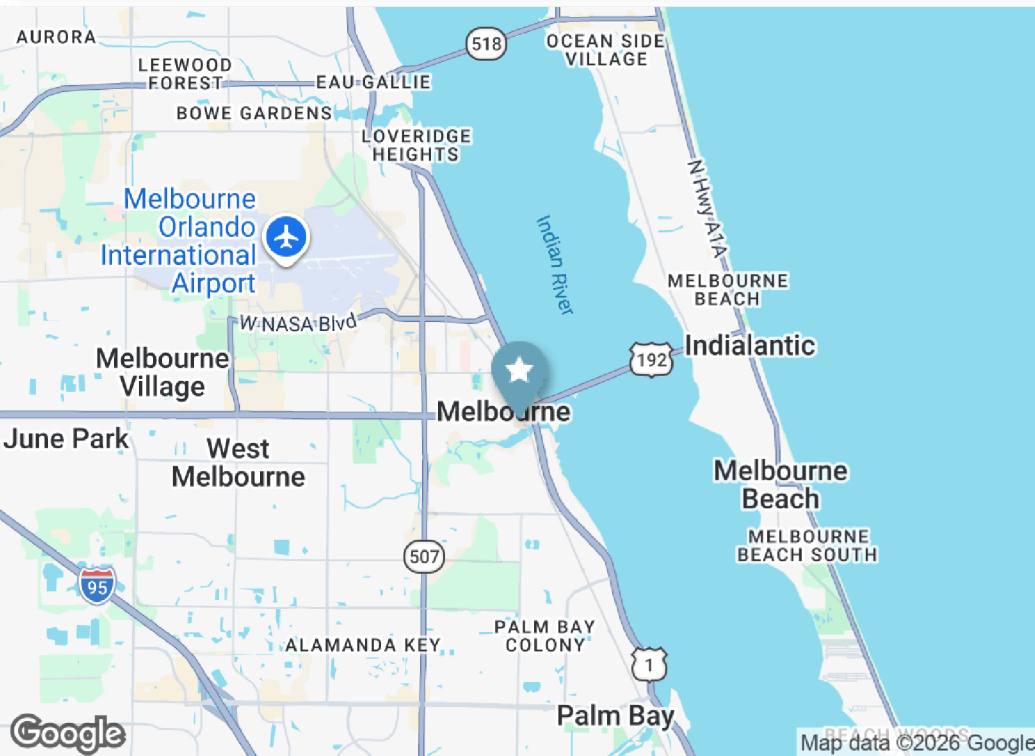 AURORA
518
OCEAN SIDE
VILLAGE
LEEWOOD
FOREST
EAU GALLIE
BOWE GARDENS
LOVERIDGE
HEIGHTS
N Hwy A1A
Melbourne
Orlando
International
Airport
Indian River
MELBOURNE
BEACH
W NASA Blvd
Indialantic
192
Melbourne
Village
Melbourne
June Park
West
Melbourne
Melbourne
Beach
MELBOURNE
BEACH SOUTH
507
95
PALM BAY
COLONY
ALAMANDA KEY
1
Palm Bay
BEACH WOODS
Google
Map data ©2026 Google